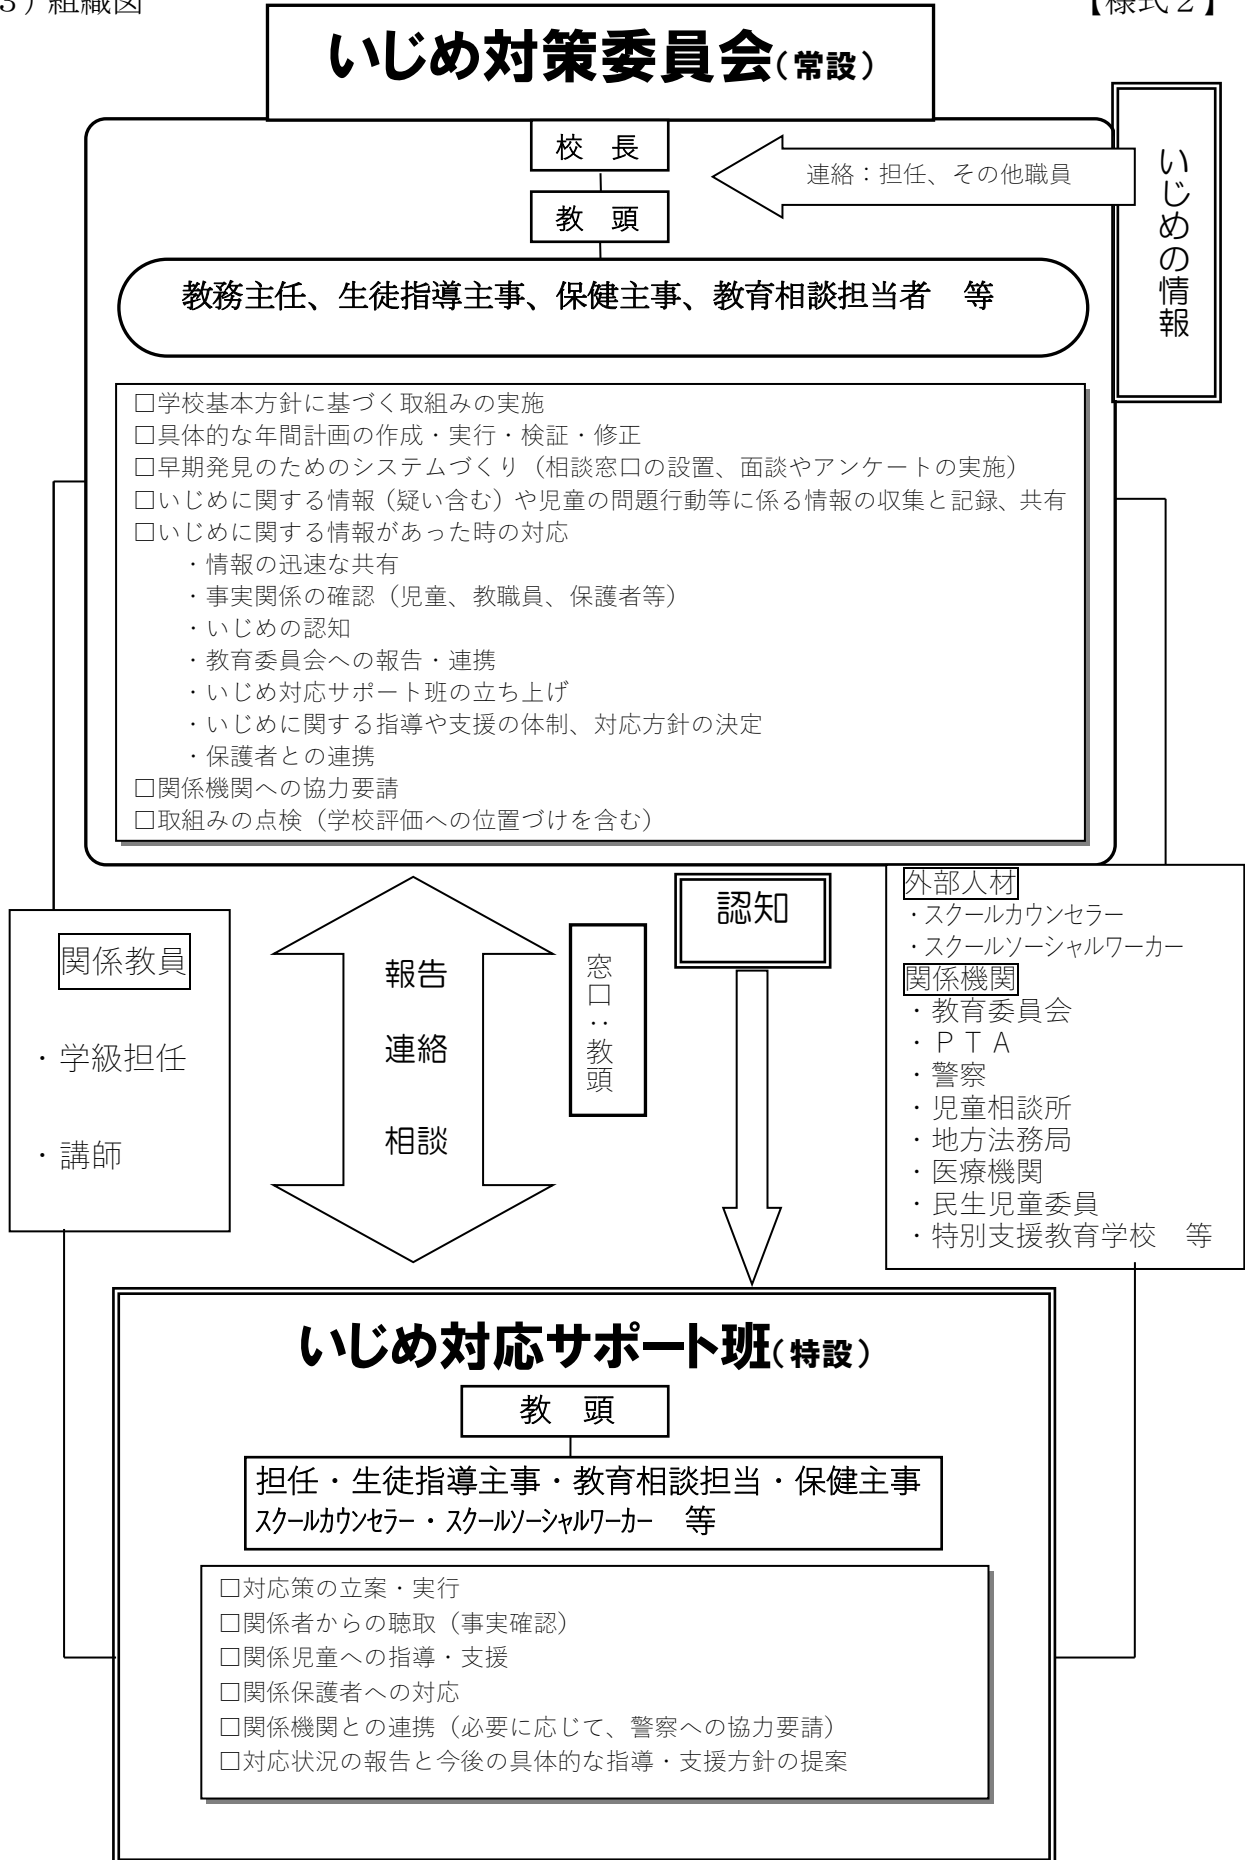 ３）組織図
【様式２】
いじめ対策委員会（常設）
校　長
連絡：担任、その他職員
いじめの情報
教　頭
教務主任、生徒指導主事、保健主事、教育相談担当者　等
□学校基本方針に基づく取組みの実施
□具体的な年間計画の作成・実行・検証・修正
□早期発見のためのシステムづくり（相談窓口の設置、面談やアンケートの実施）
□いじめに関する情報（疑い含む）や児童の問題行動等に係る情報の収集と記録、共有
□いじめに関する情報があった時の対応
・情報の迅速な共有
・事実関係の確認（児童、教職員、保護者等）
・いじめの認知
・教育委員会への報告・連携
・いじめ対応サポート班の立ち上げ
・いじめに関する指導や支援の体制、対応方針の決定
・保護者との連携
□関係機関への協力要請
□取組みの点検（学校評価への位置づけを含む）
関係教員
・学級担任
・講師
報告
連絡
相談
窓口：教頭
認知
外部人材
・スクールカウンセラー
・スクールソーシャルワーカー
関係機関
・教育委員会
・ＰＴＡ
・警察
・児童相談所
・地方法務局
・医療機関
・民生児童委員
・特別支援教育学校　等
いじめ対応サポート班（特設）
教　頭
担任・生徒指導主事・教育相談担当・保健主事
スクールカウンセラー・スクールソーシャルワーカー　等
□対応策の立案・実行
□関係者からの聴取（事実確認）
□関係児童への指導・支援
□関係保護者への対応
□関係機関との連携（必要に応じて、警察への協力要請）
□対応状況の報告と今後の具体的な指導・支援方針の提案